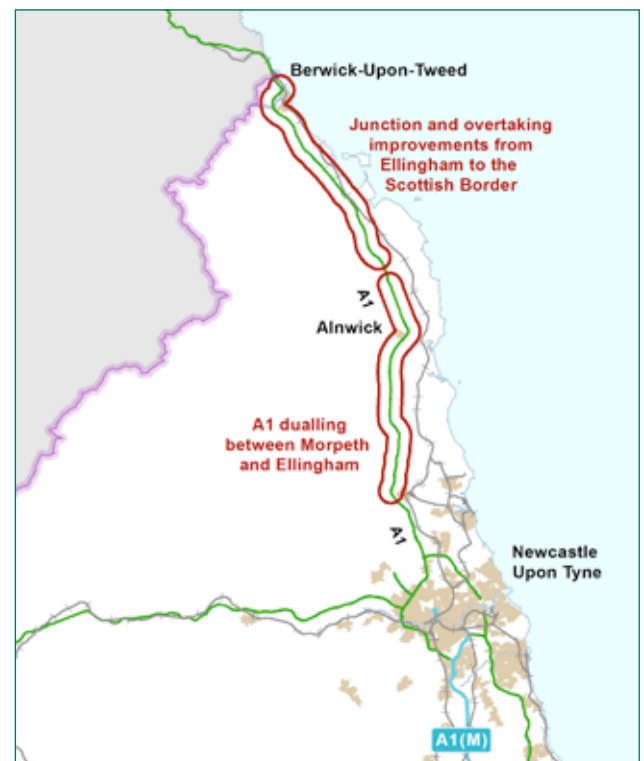 Berwick-Upon-Tweed
Junction and overtaking
improvements from
Ellingham to the
Scottish Border
A1
Alnwick
A1 dualling
between Morpeth
and Ellingham
A1
Newcastle
Upon Tyne
A1(M)